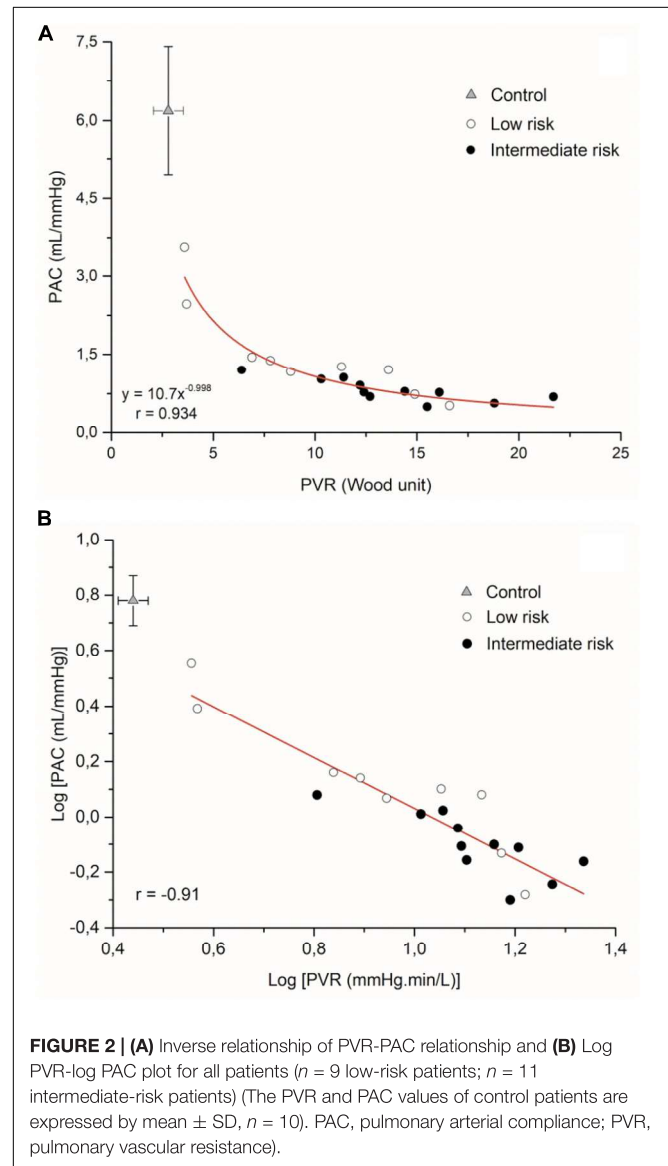 A
7,5
6,0
4,5
3,0
1,5
0,0
PAC (mL/mmHg)
Control
Low risk
Intermediate risk
y = 10.7x^-0.998
r = 0.934
0 5 10 15 20 25
PVR (Wood unit)
B
1,0
0,8
0,6
0,4
0,2
0,0
-0,2
-0,4
Log [PAC (mL/mmHg)]
Control
Low risk
Intermediate risk
r = -0.91
0,4 0,6 0,8 1,0 1,2 1,4
Log [PVR (mmHg.min/L)]
FIGURE 2 | (A) Inverse relationship of PVR-PAC relationship and (B) Log
PVR-log PAC plot for all patients (n = 9 low-risk patients; n = 11
intermediate-risk patients) (The PVR and PAC values of control patients are
expressed by mean ± SD, n = 10). PAC, pulmonary arterial compliance; PVR,
pulmonary vascular resistance).